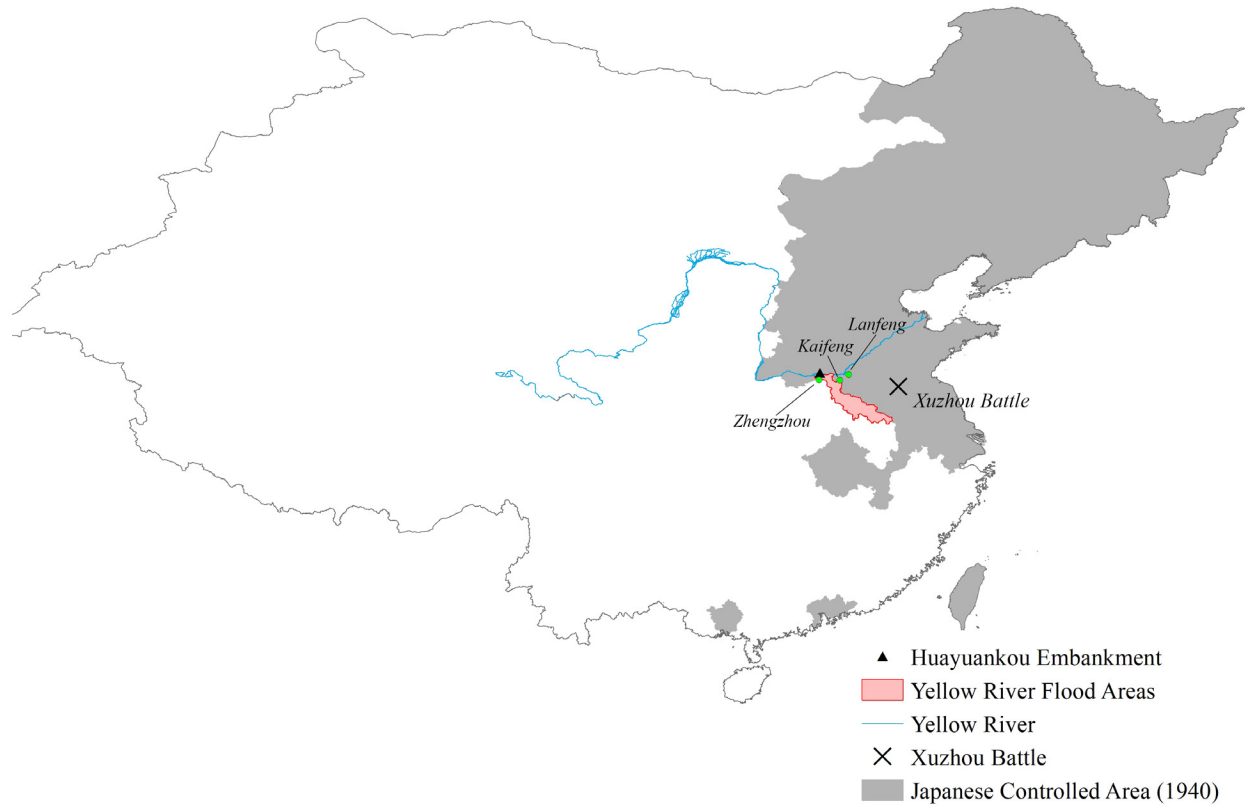 Lanfeng
Kaifeng
Zhengzhou
Xuzhou Battle
Huayuankou Embankment
Yellow River Flood Areas
Yellow River
Xuzhou Battle
Japanese Controlled Area (1940)